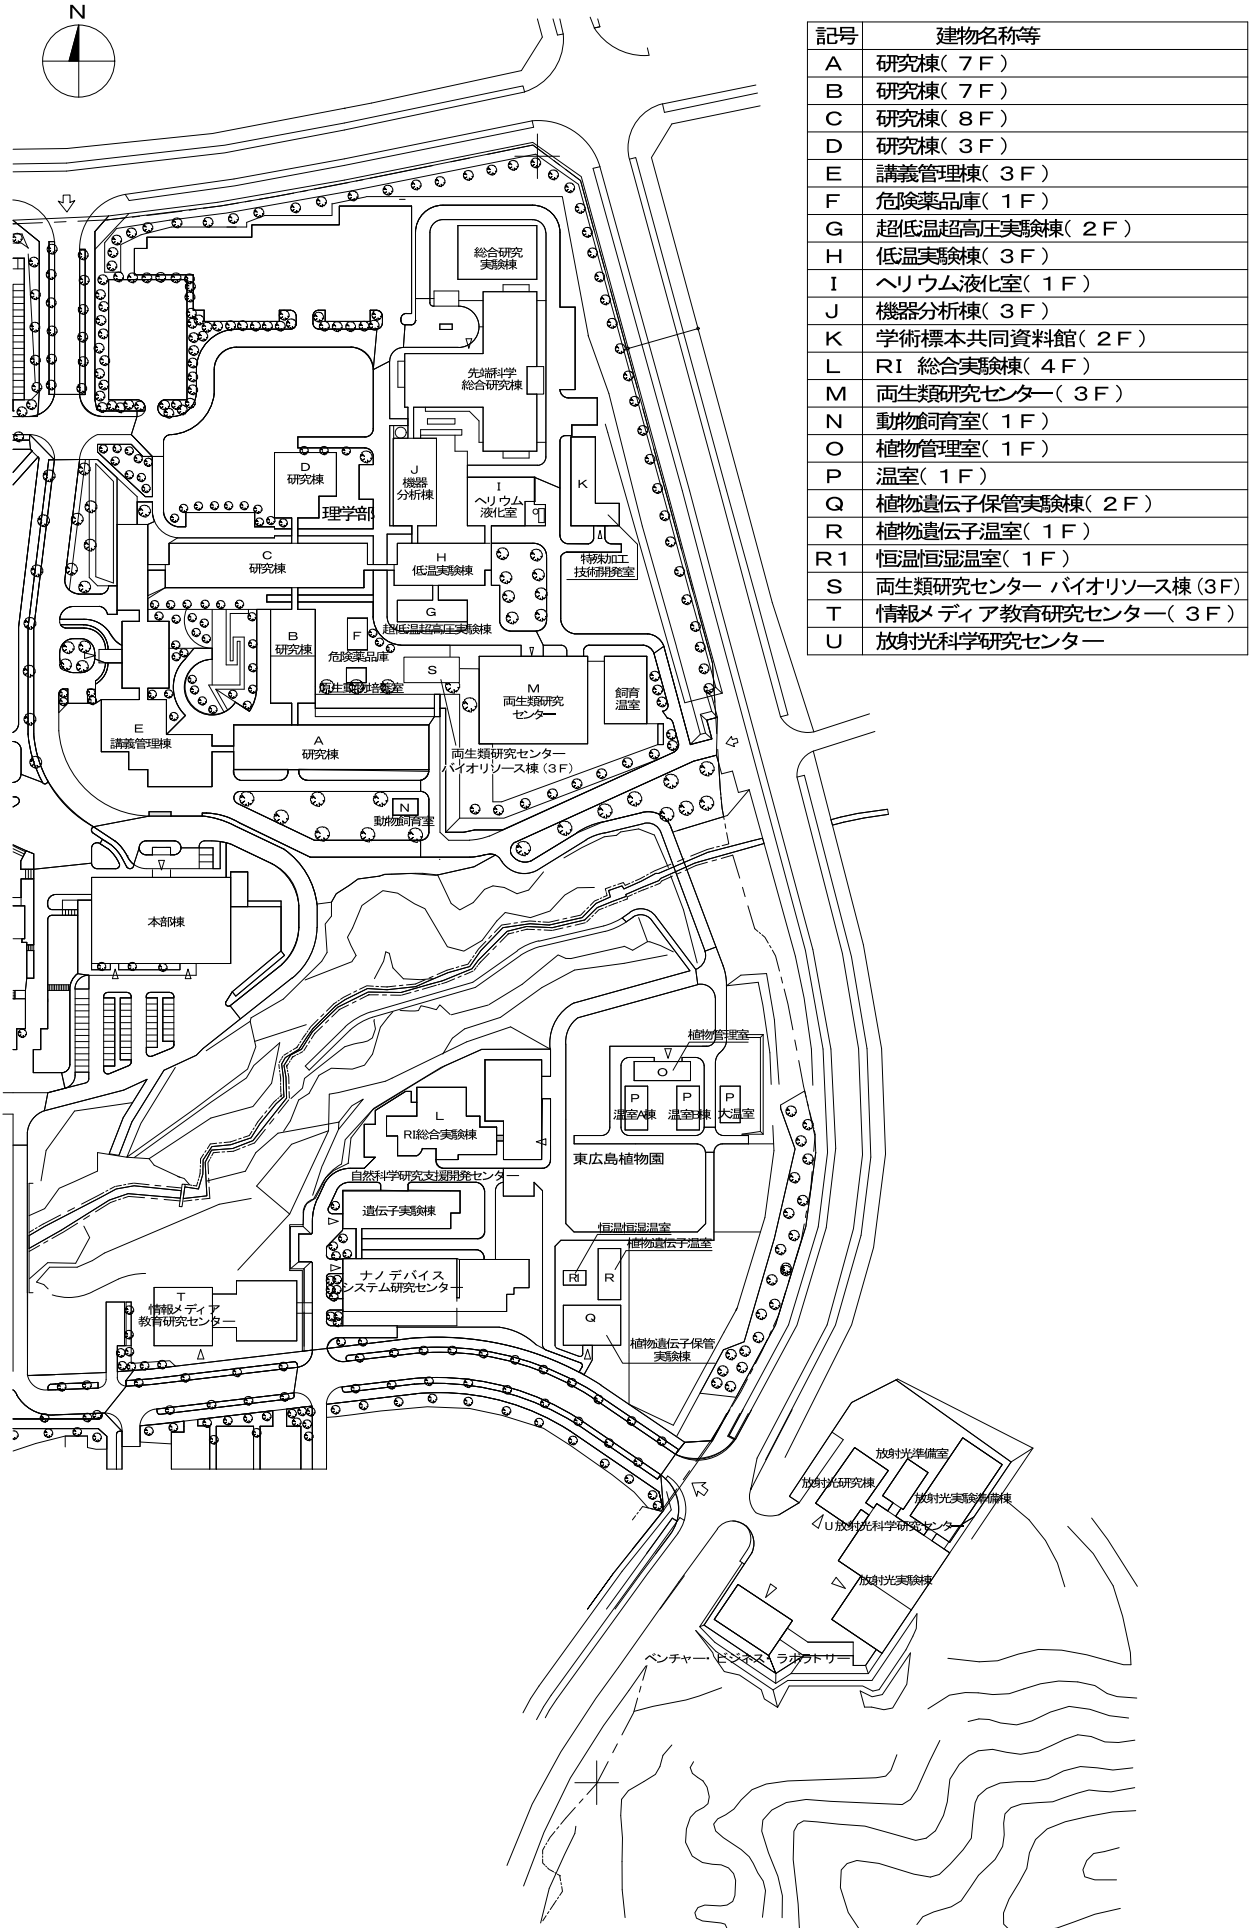 N
記号 建物名称等
A 研究棟( 7F )
B 研究棟( 7F )
C 研究棟( 8F )
D 研究棟( 3F )
E 講義管理棟( 3F )
F 危険薬品庫( 1F )
G 超低温超高圧実験棟( 2F )
H 低温実験棟( 3F )
I ヘリウム液化室( 1F )
J 機器分析棟( 3F )
K 学術標本共同資料館( 2F )
L RI 総合実験棟( 4F )
M 両生類研究センター( 3F )
N 動物飼育室( 1F )
O 植物管理室( 1F )
P 温室( 1F )
Q 植物遺伝子保管実験棟( 2F )
R 植物遺伝子温室( 1F )
R1 恒温恒湿温室( 1F )
S 両生類研究センター バイオリソース棟(3F)
T 情報メディア教育研究センター( 3F )
U 放射光科学研究センター
総合研究
実験棟
先端科学
総合研究棟
D
研究棟
理学部
J
機器
分析棟
I
ヘリウム
液化室
K
特殊加工
技術開発室
C
研究棟
H
低温実験棟
G
超低温超高圧実験棟
B
研究棟
F
危険薬品庫
S
M
両生類研究
センター
飼育
温室
E
講義管理棟
A
研究棟
両生類研究センター
バイオリソース棟(3F)
N
動物飼育室
本部棟
植物管理室
O
P
温室A棟
P
温室B棟
P
大温室
L
RI総合実験棟
東広島植物園
自然科学研究支援開発センター
遺伝子実験棟
恒温恒湿温室
植物遺伝子温室
R1
R
ナノデバイス
システム研究センター
T
情報メディア
教育研究センター
Q
植物遺伝子保管
実験棟
放射光準備室
放射光研究棟
放射光実験準備棟
U放射光科学研究センター
放射光実験棟
ベンチャー・ビジネス・ラボラトリー